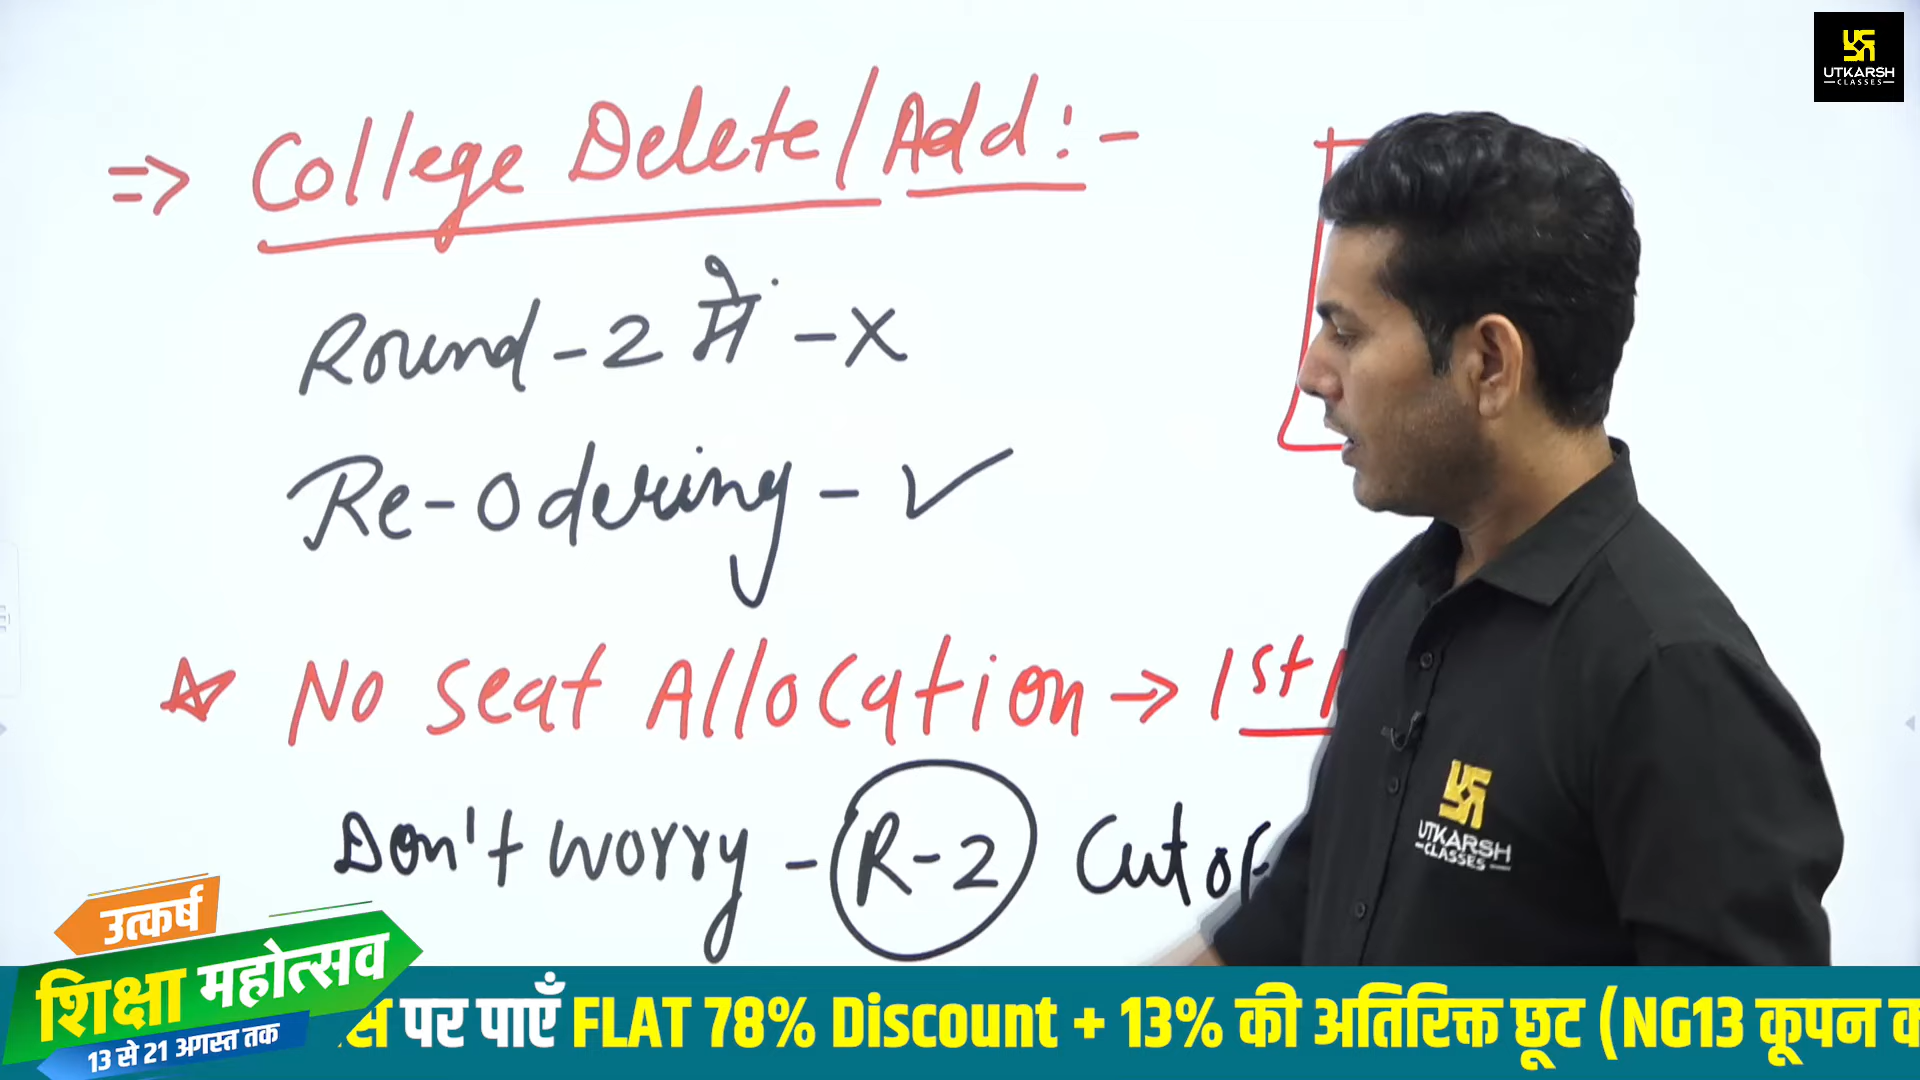 UTKARSH
CLASSES
=> College Delete/Add:-
Round-2 में - X
Re-Odering - ✓
☆ No Seat Allocation → 1st
Don't worry - R-2 Cutof
UTKARSH
CLASSES
उत्कर्ष
शिक्षा महोत्सव
13 से 21 अगस्त तक
पर पाएँ FLAT 78% Discount + 13% की अतिरिक्त छूट (NG13 कूपन